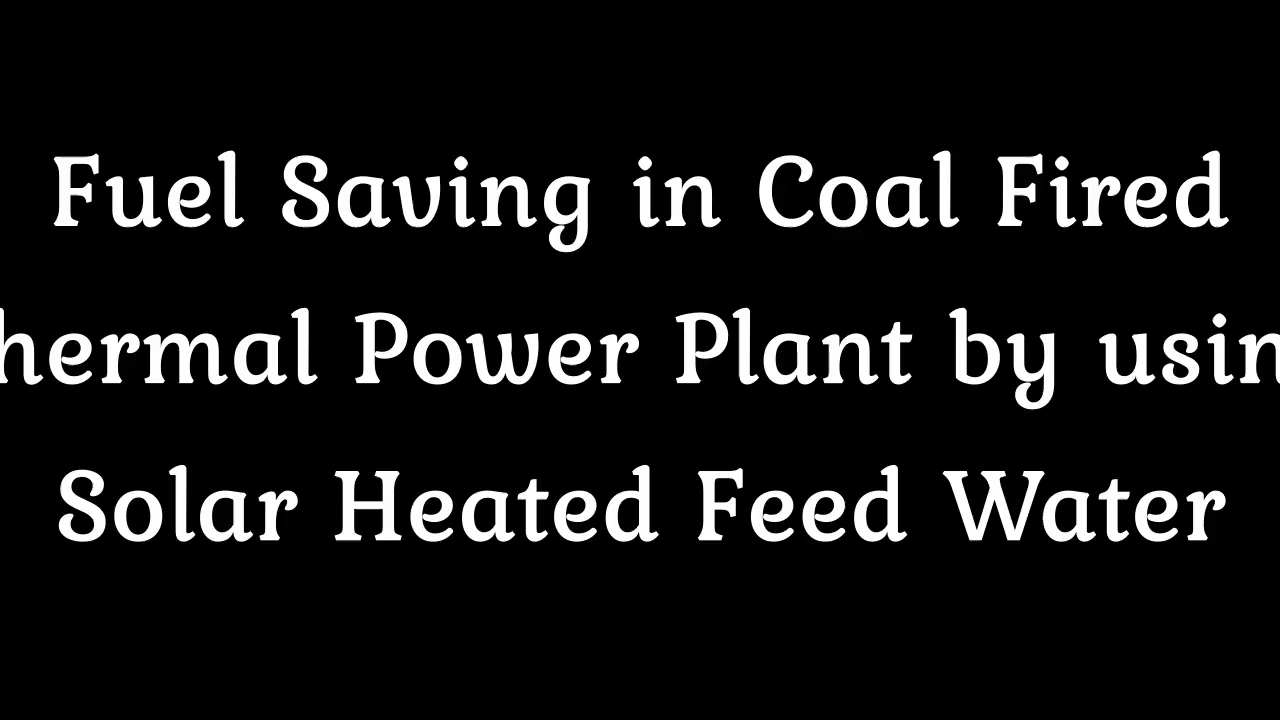 Fuel Saving in Coal Fired
hermal Power Plant by usin
Solar Heated Feed Water